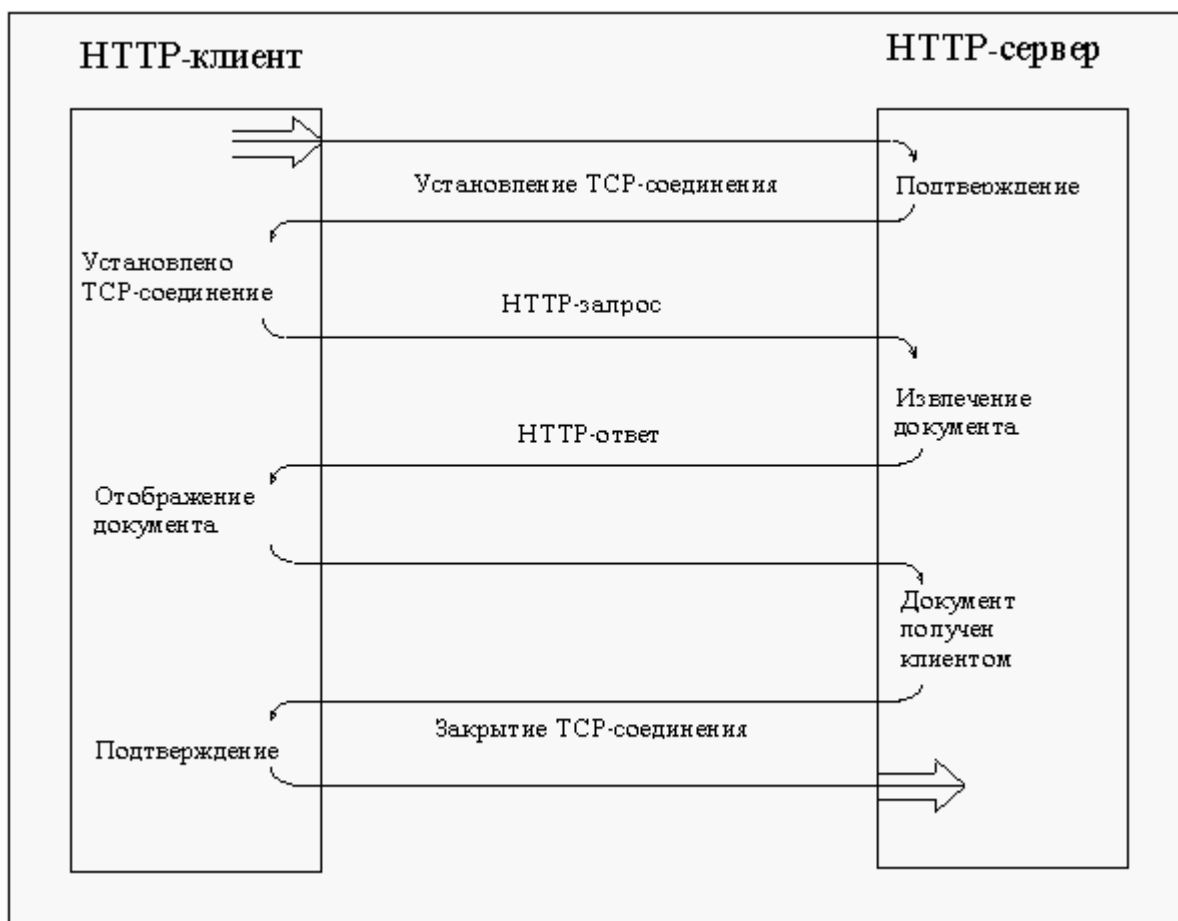 HTTP-клиент
HTTP-сервер
Установление TCP-соединения
Подтверждение
Установлено
TCP-соединение
HTTP-запрос
Извлечение
документа
HTTP-ответ
Отображение
документа
Документ
получен
клиентом
Закрытие TCP-соединения
Подтверждение